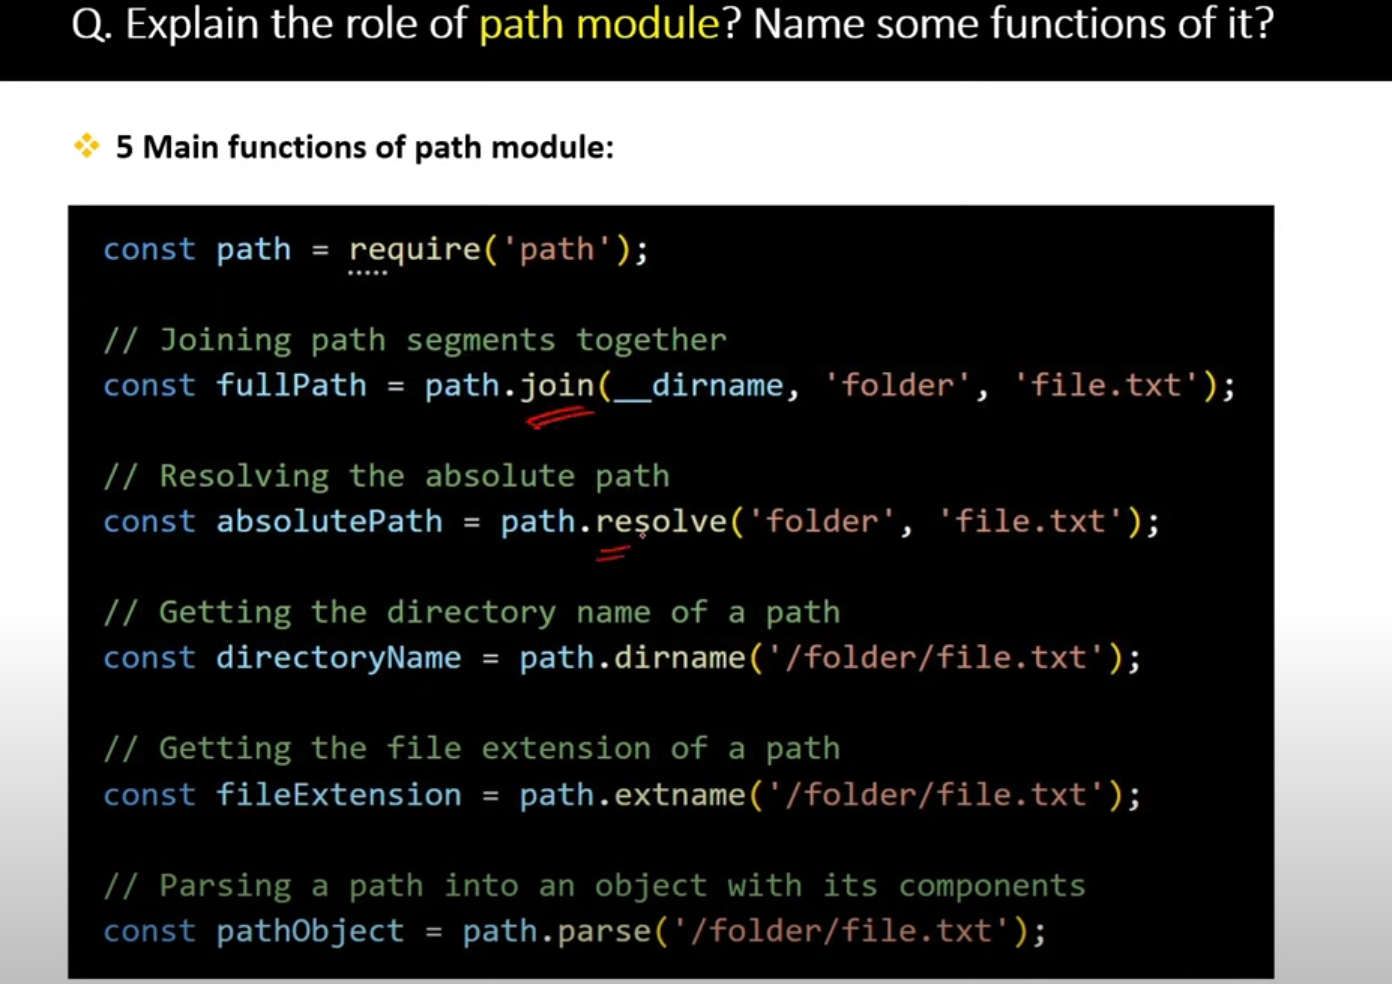 Q. Explain the role of path module? Name some functions of it?
5 Main functions of path module:
const path = require('path');
// Joining path segments together
const fullPath = path.join(__dirname, 'folder', 'file.txt');
// Resolving the absolute path
const absolutePath = path.resolve('folder', 'file.txt');
// Getting the directory name of a path
const directoryName = path.dirname('/folder/file.txt');
// Getting the file extension of a path
const fileExtension = path.extname('/folder/file.txt');
// Parsing a path into an object with its components
const pathObject = path.parse('/folder/file.txt');